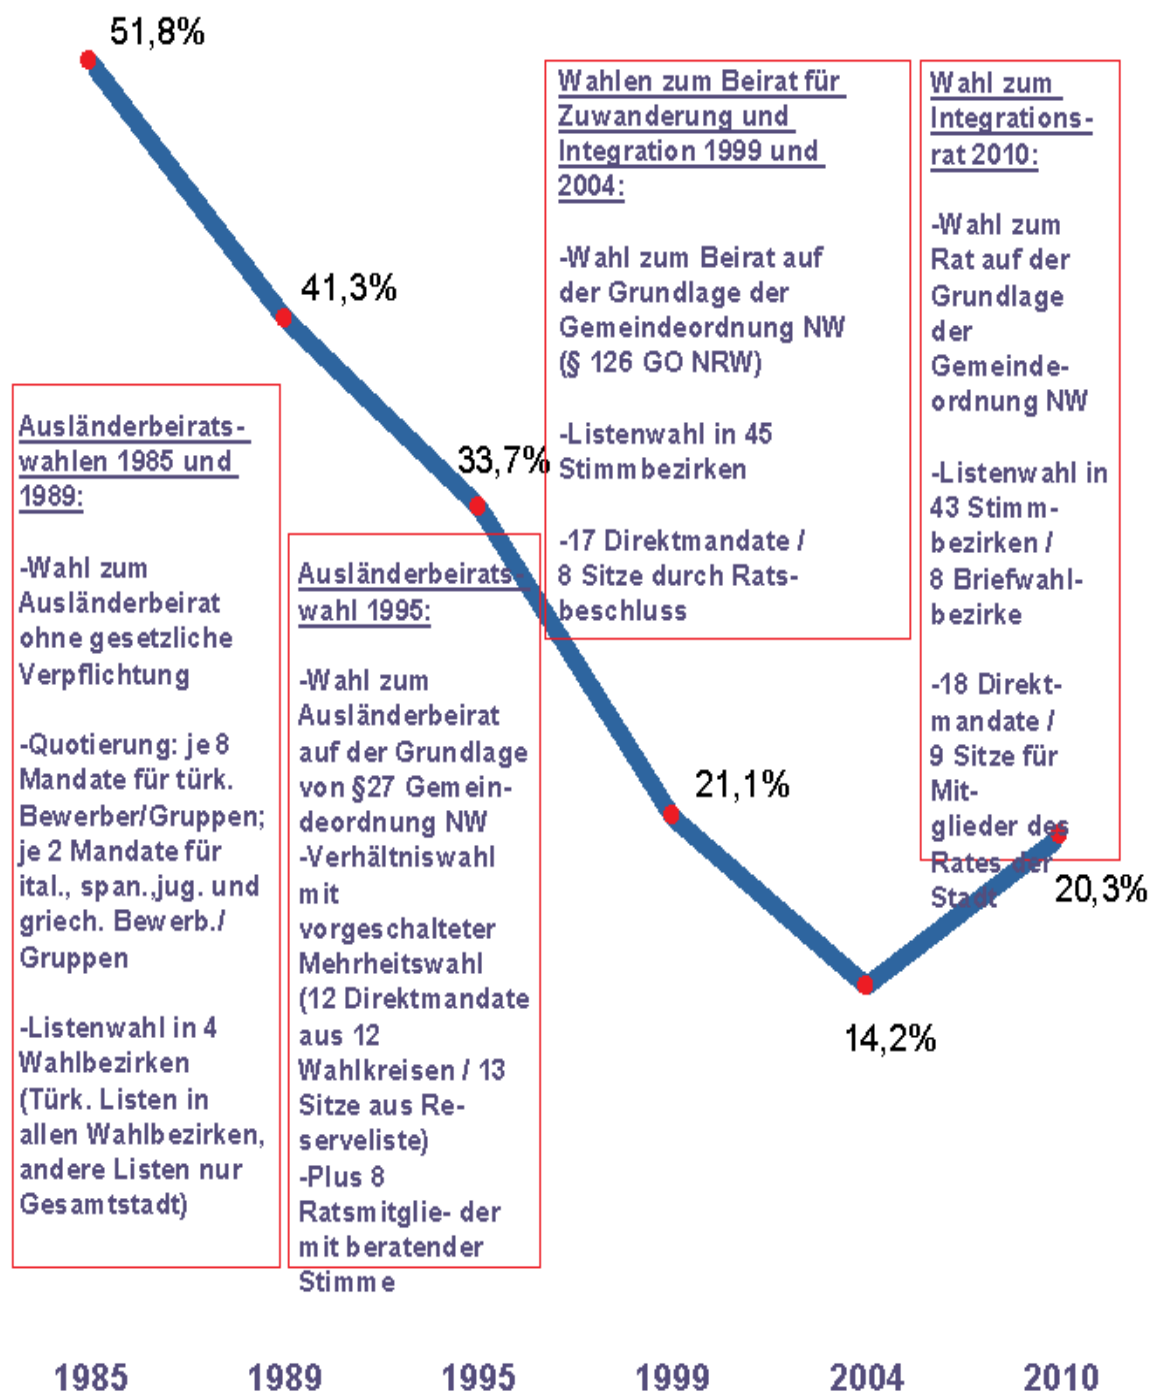 51,8%
41,3%
33,7%
21,1%
14,2%
20,3%
Ausländerbeirats-
wahlen 1985 und
1989:
-Wahl zum
Ausländerbeirat
ohne gesetzliche
Verpflichtung
-Quotierung: je 8
Mandate für türk.
Bewerber/Gruppen;
je 2 Mandate für
ital., span.,jug. und
griech. Bewerb./
Gruppen
-Listenwahl in 4
Wahlbezirken
(Türk. Listen in
allen Wahlbezirken,
andere Listen nur
Gesamtstadt)
Ausländerbeirats-
wahl 1995:
-Wahl zum
Ausländerbeirat
auf der Grundlage
von §27 Gemein-
deordnung NW
-Verhältniswahl
mit
vorgeschalteter
Mehrheitswahl
(12 Direktmandate
aus 12
Wahlkreisen / 13
Sitze aus Re-
serveliste)
-Plus 8
Ratsmitglie- der
mit beratender
Stimme
Wahlen zum Beirat für
Zuwanderung und
Integration 1999 und
2004:
-Wahl zum Beirat auf
der Grundlage der
Gemeindeordnung NW
(§ 126 GO NRW)
-Listenwahl in 45
Stimmbezirken
-17 Direktmandate /
8 Sitze durch Rats-
beschluss
Wahl zum
Integrations-
rat 2010:
-Wahl zum
Rat auf der
Grundlage
der
Gemeinde-
ordnung NW
-Listenwahl in
43 Stimm-
bezirken /
8 Briefwahl-
bezirke
-18 Direkt-
mandate /
9 Sitze für
Mit-
glieder des
Rates der
Stadt
1985 1989 1995 1999 2004 2010